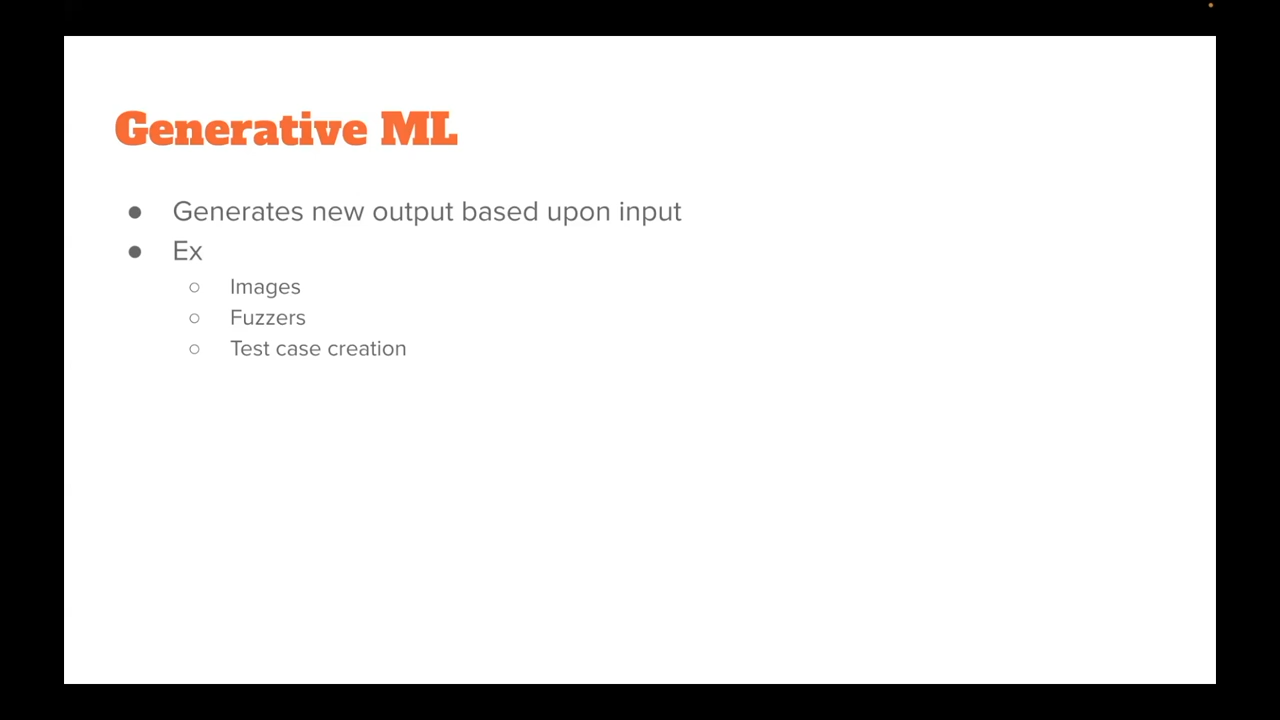 Generative ML
● Generates new output based upon input
● Ex
○ Images
○ Fuzzers
○ Test case creation